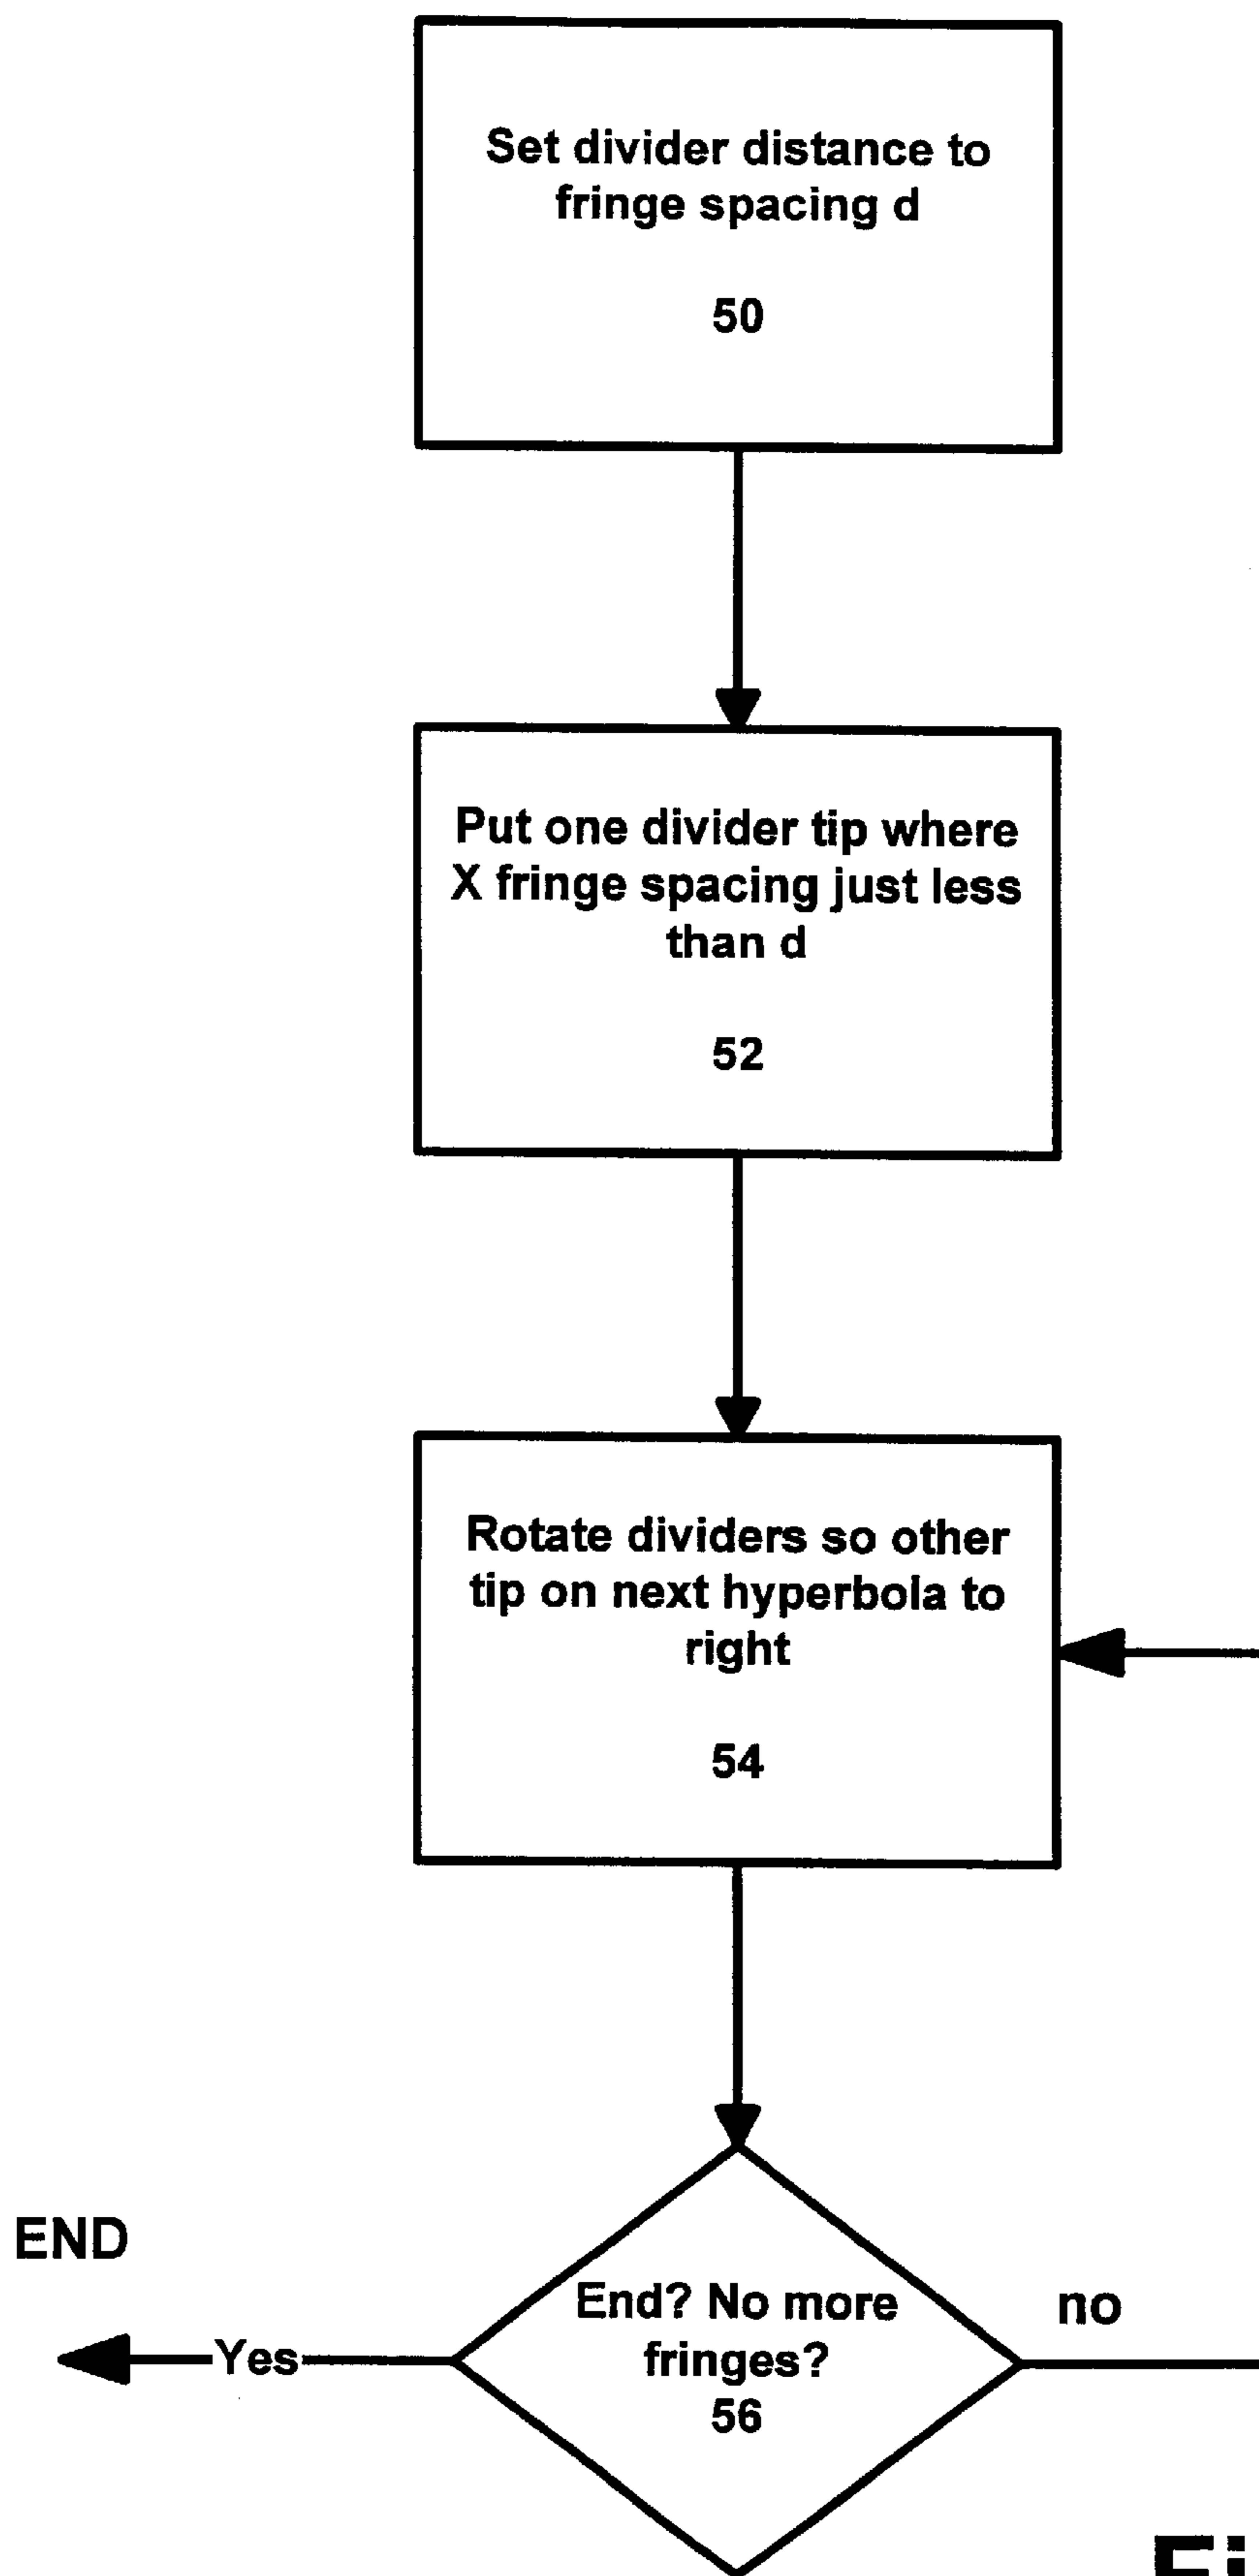 Set divider distance to
fringe spacing d
50
Put one divider tip where
X fringe spacing just less
than d
52
Rotate dividers so other
tip on next hyperbola to
right
54
END
End? No more
fringes?
56
no
Yes